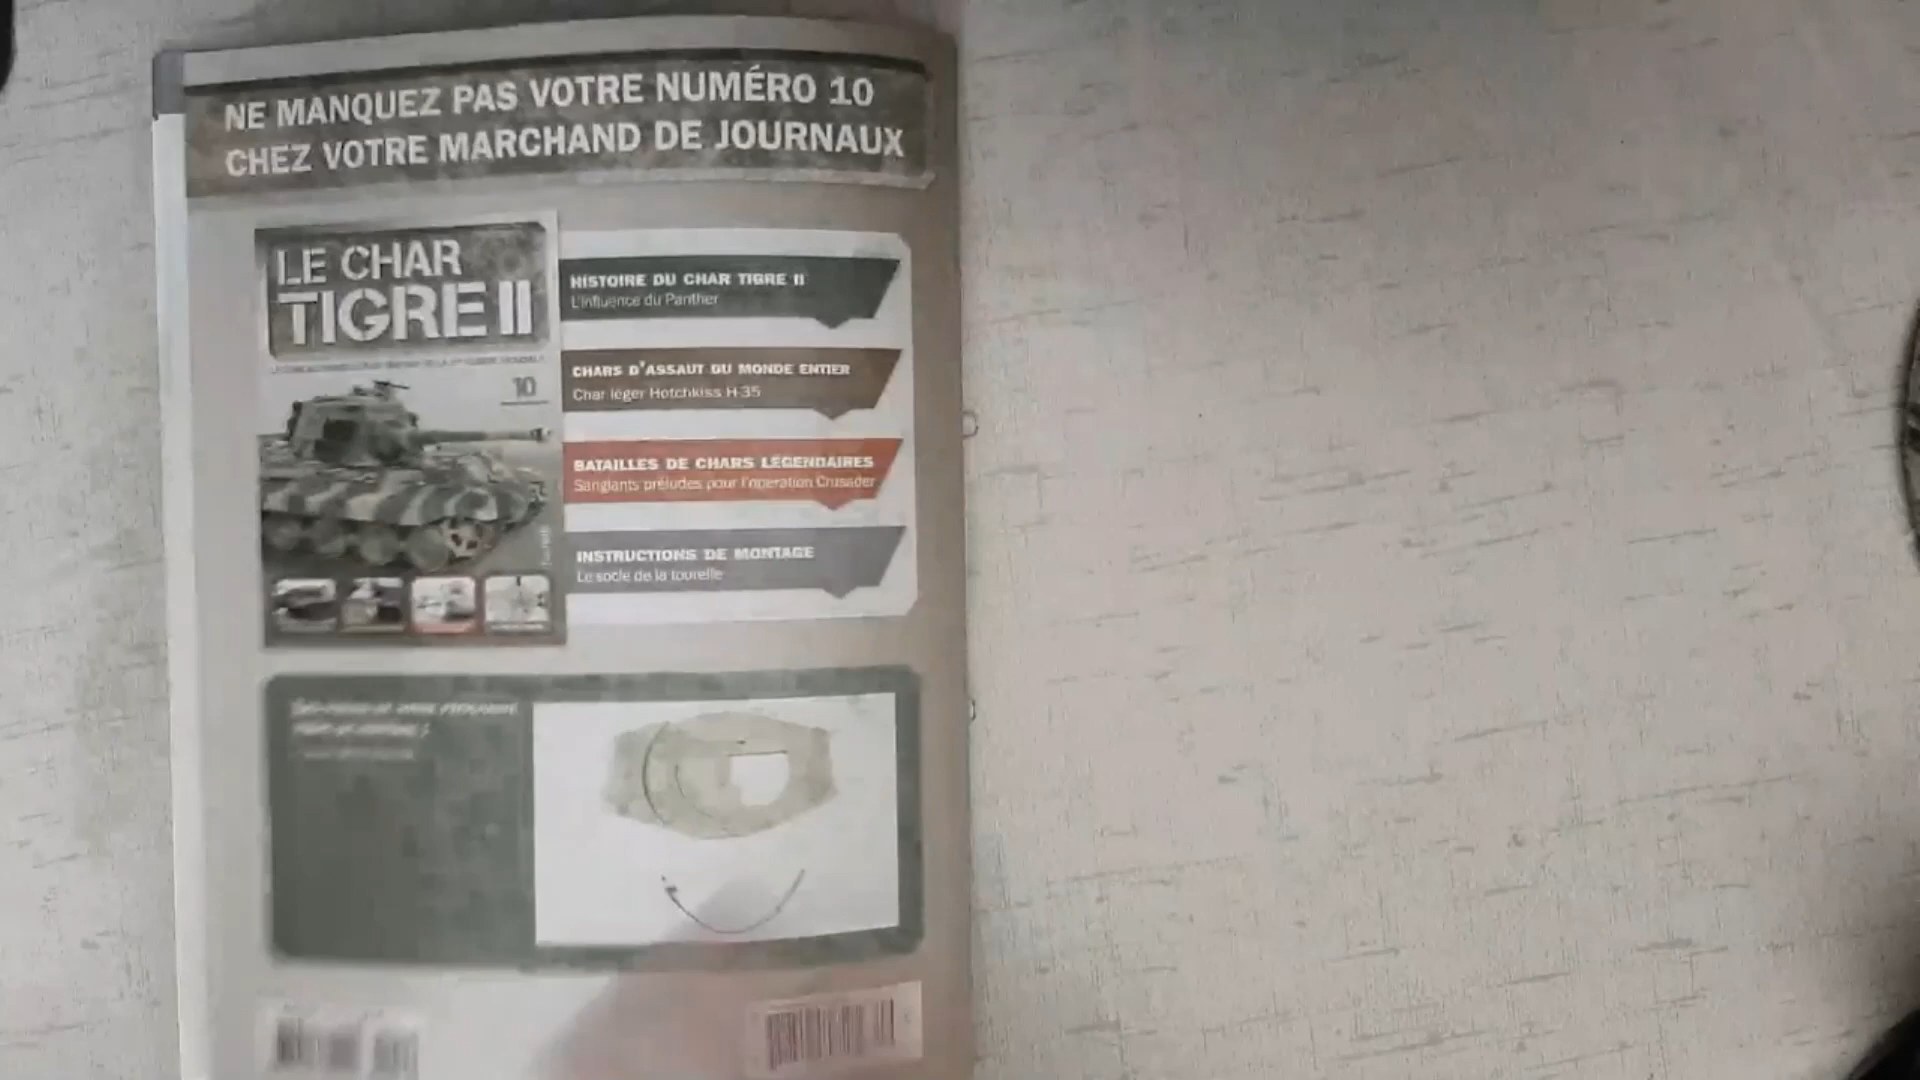 NE MANQUEZ PAS VOTRE NUMÉRO 10
CHEZ VOTRE MARCHAND DE JOURNAUX
LE CHAR
TIGRE II
10
HISTOIRE DU CHAR TIGRE II
L'influence du Panther
CHARS D'ASSAUT DU MONDE ENTIER
Char léger Hotchkiss H-35
BATAILLES DE CHARS LÉGENDAIRES
Sanglants préludes pour l'opération Crusader
INSTRUCTIONS DE MONTAGE
Le socle de la tourelle